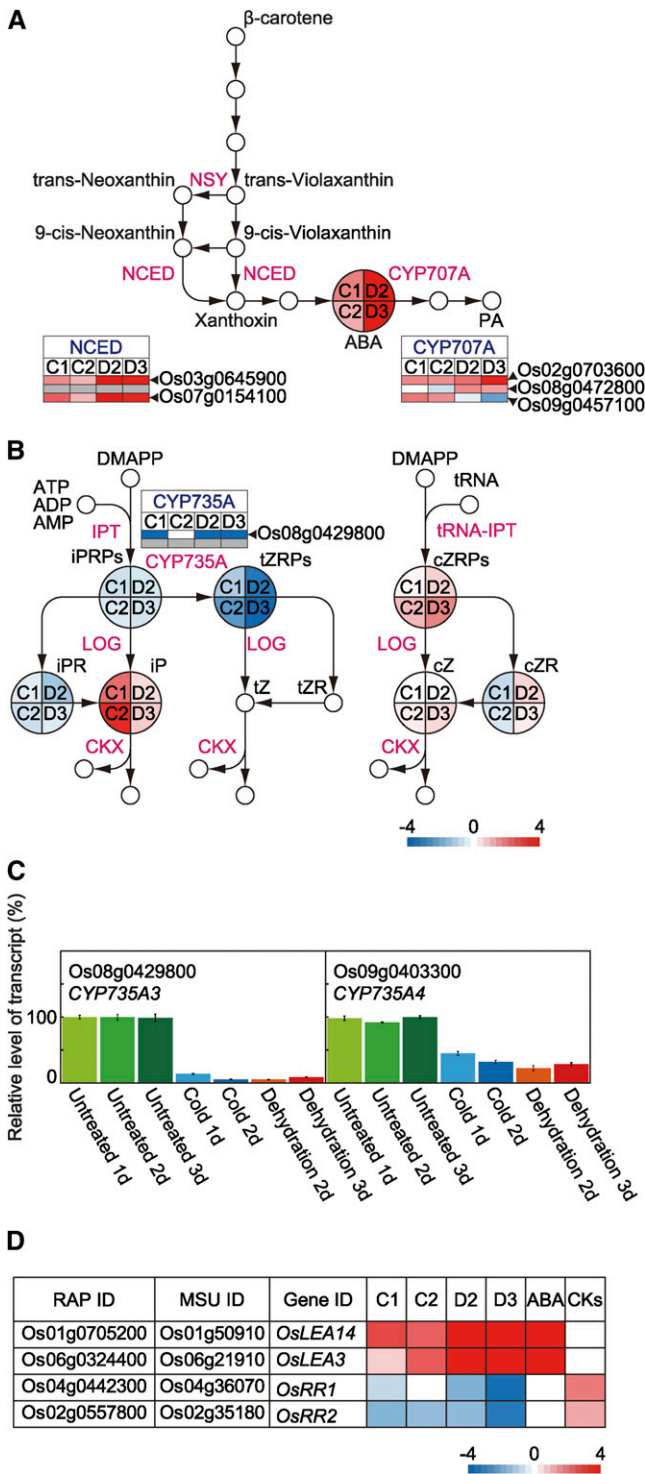 A
β-carotene
NSY
trans-Neoxanthin
trans-Violaxanthin
9-cis-Neoxanthin
9-cis-Violaxanthin
NCED
NCED
CYP707A
C1 D2
C2 D3
Xanthoxin
ABA
PA
NCED
C1 C2 D2 D3
Os03g0645900
Os07g0154100
CYP707A
C1 C2 D2 D3
Os02g0703600
Os08g0472800
Os09g0457100
B
DMAPP
ATP
ADP
AMP
IPT
iPRPs
CYP735A
C1 C2 D2 D3
Os08g0429800
CYP735A
tZRPs
C1 D2
C2 D3
C1 D2
C2 D3
LOG
LOG
iPR
iP
C1 D2
C2 D3
C1 D2
C2 D3
tZ
tZR
CKX
CKX
DMAPP
tRNA
tRNA-IPT
cZRPs
C1 D2
C2 D3
LOG
cZ
cZR
C1 D2
C2 D3
C1 D2
C2 D3
CKX
-4 0 4
C
Relative level of transcript (%)
100
0
Os08g0429800
CYP735A3
Os09g0403300
CYP735A4
Untreated 1d
Untreated 2d
Untreated 3d
Cold 1d
Cold 2d
Dehydration 2d
Dehydration 3d
Untreated 1d
Untreated 2d
Untreated 3d
Cold 1d
Cold 2d
Dehydration 2d
Dehydration 3d
D
RAP ID MSU ID Gene ID C1 C2 D2 D3 ABA CKs
Os01g0705200 Os01g50910 OsLEA14
Os06g0324400 Os06g21910 OsLEA3
Os04g0442300 Os04g36070 OsRR1
Os02g0557800 Os02g35180 OsRR2
-4 0 4